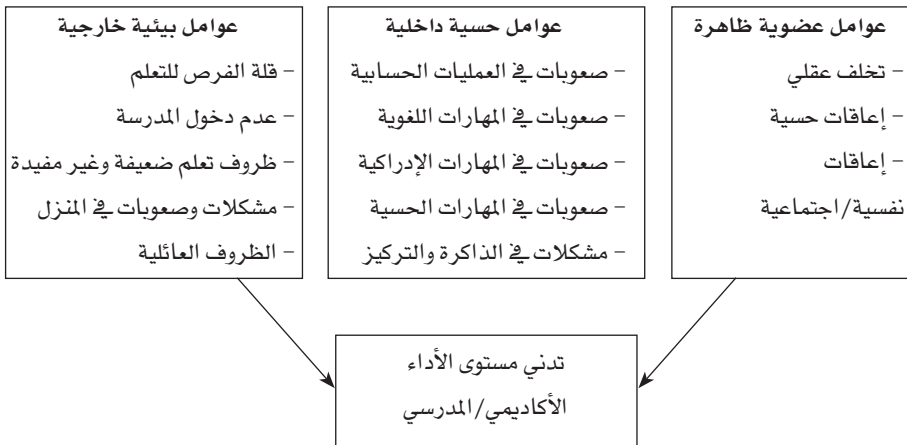 عوامل عضوية ظاهرة
– تخلف عقلي
– إعاقات حسية
– إعاقات
نفسية/اجتماعية
عوامل حسية داخلية
– صعوبات في العمليات الحسابية
– صعوبات في المهارات اللغوية
– صعوبات في المهارات الإدراكية
– صعوبات في المهارات الحسية
– مشكلات في الذاكرة والتركيز
عوامل بيئية خارجية
– قلة الفرص للتعلم
– عدم دخول المدرسة
– ظروف تعلم ضعيفة وغير مفيدة
– مشكلات وصعوبات في المنزل
– الظروف العائلية
تدني مستوى الأداء
الأكاديمي/المدرسي